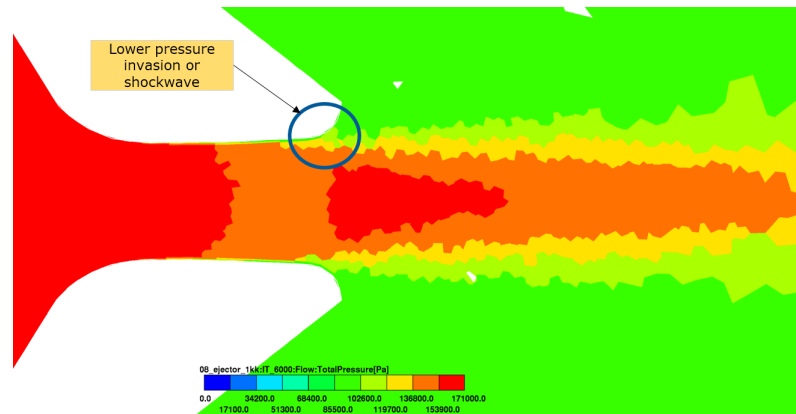 Lower pressure
invasion or
shockwave
08_ejector_1kk:IT_6000:Flow:TotalPressure[Pa]
0.0 34200.0 68400.0 102600.0 136800.0 171000.0
17100.0 51300.0 85500.0 119700.0 153900.0